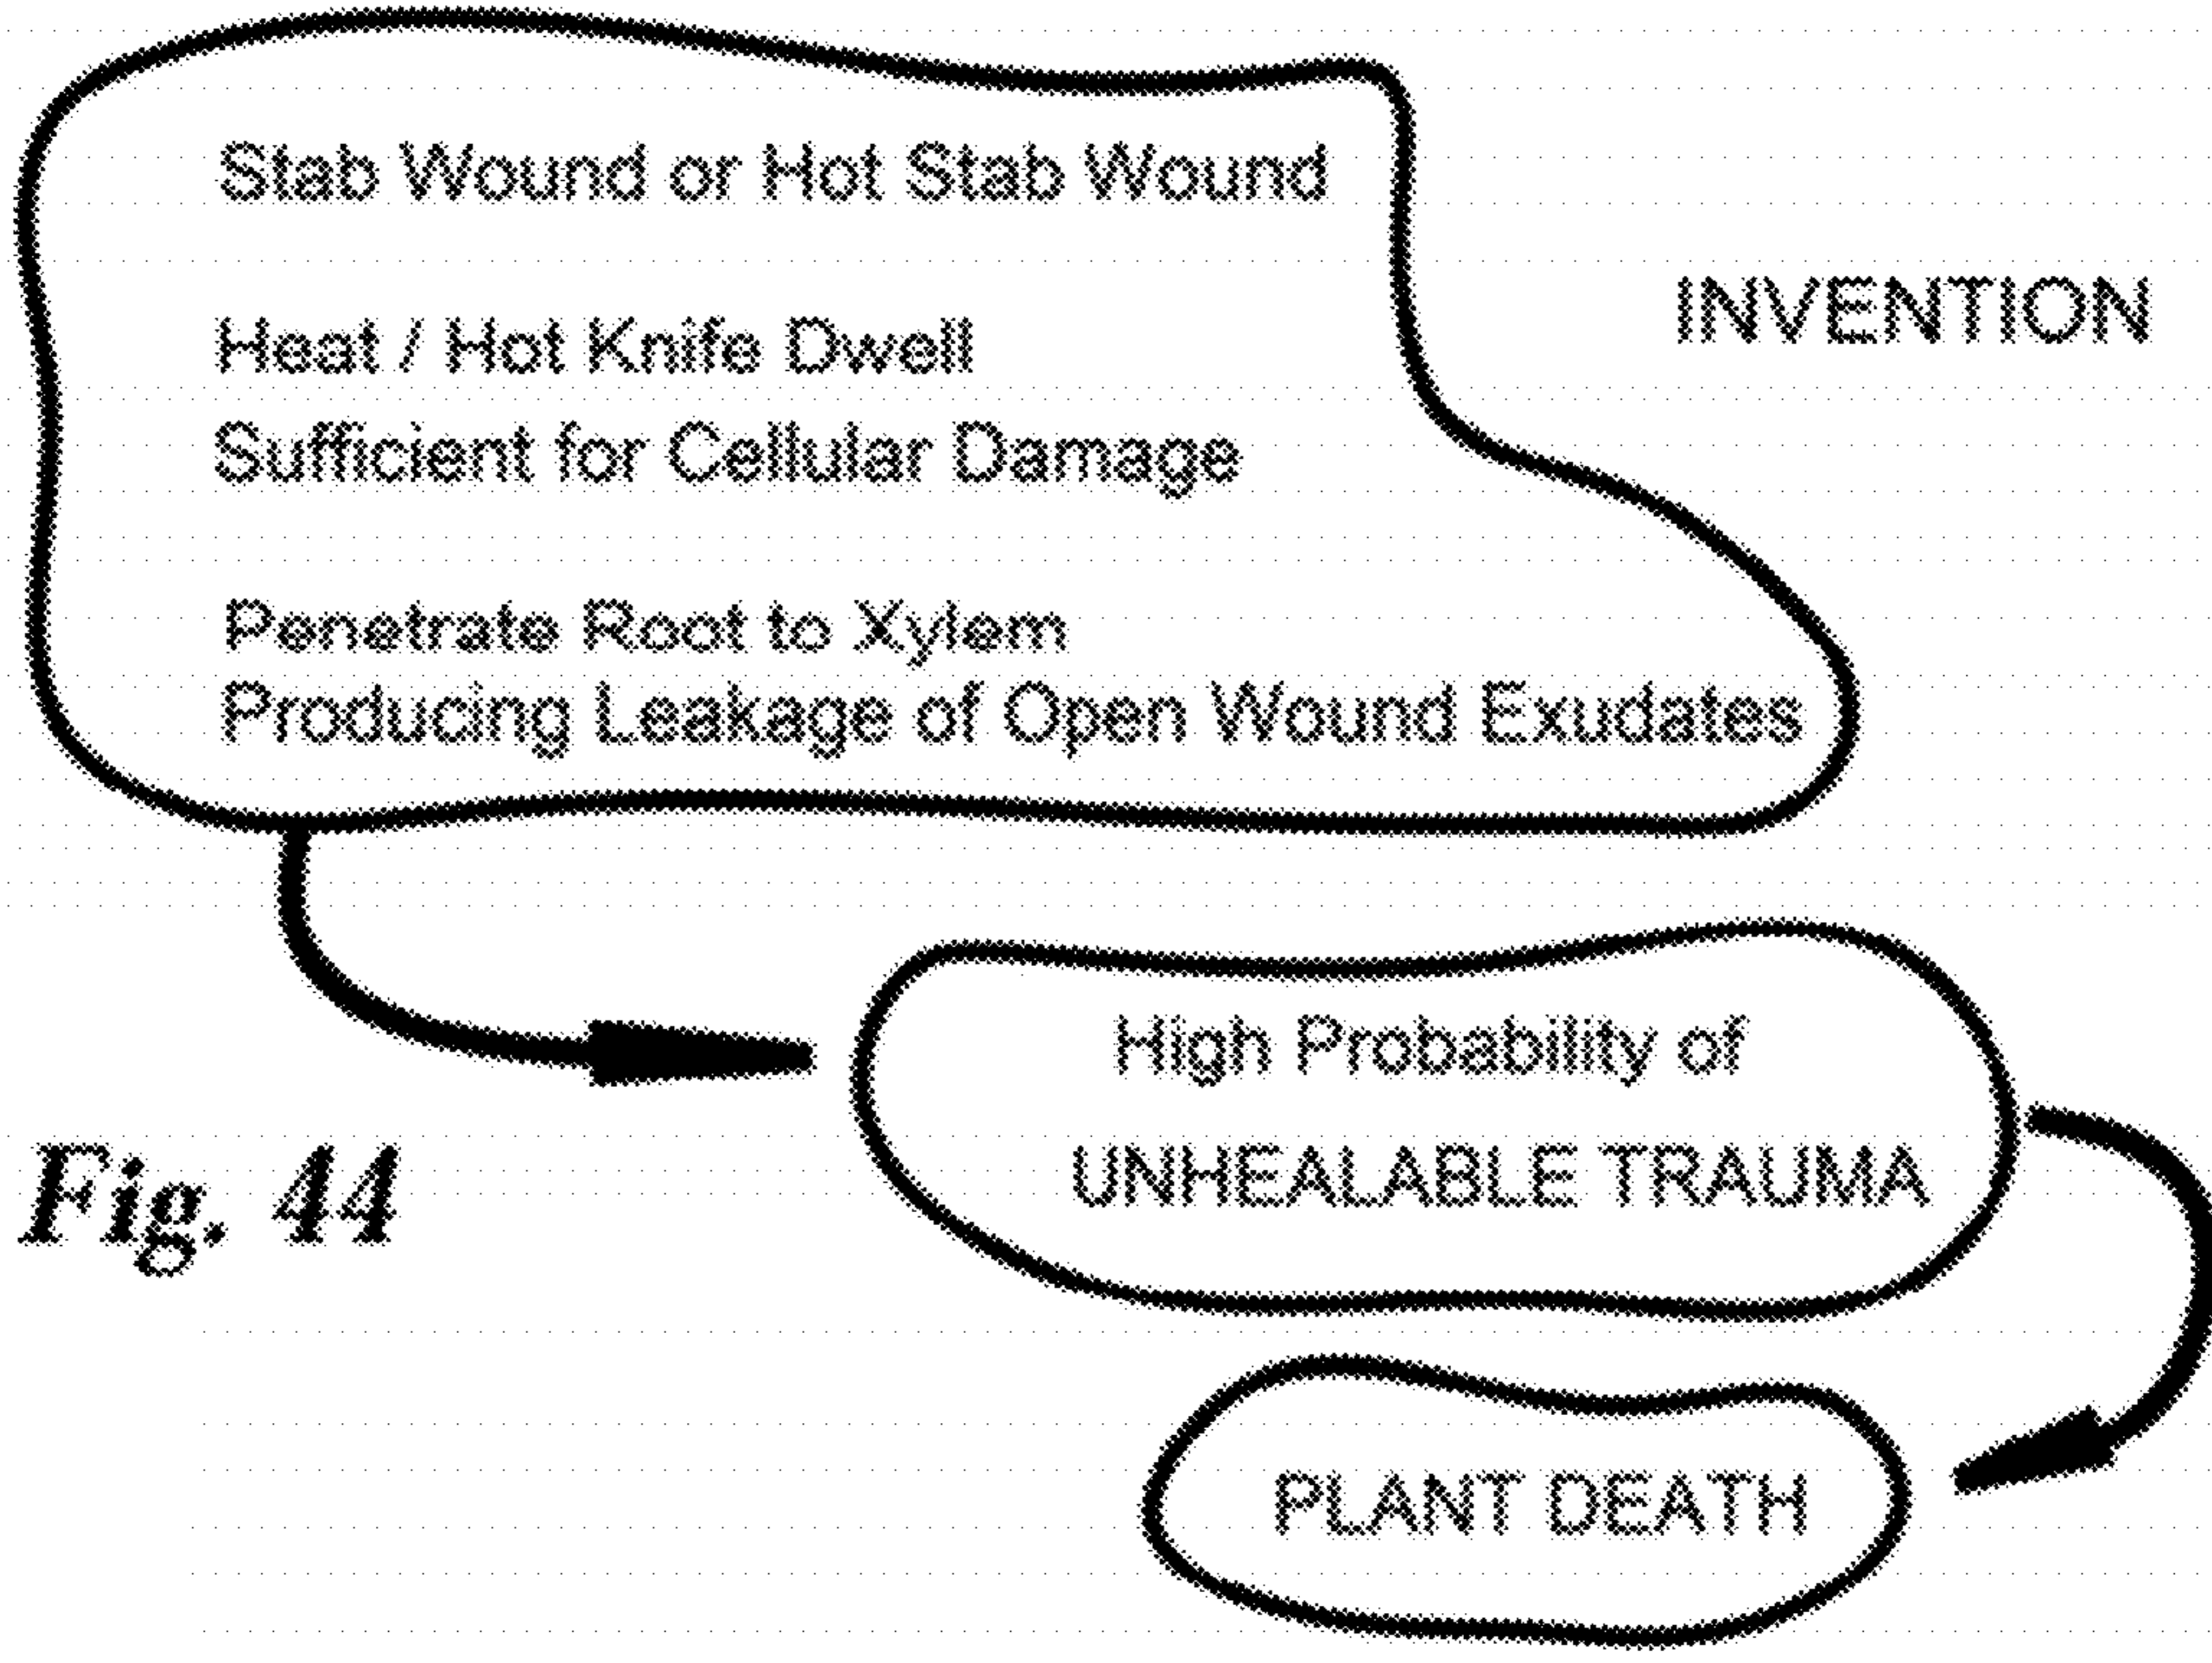 Stab Wound or Hot Stab Wound
INVENTION
Heat / Hot Knife Dwell
Sufficient for Cellular Damage
Penetrate Root to Xylem
Producing Leakage of Open Wound Exudates
High Probability of
UNHEALABLE TRAUMA
Fig. 44
PLANT DEATH